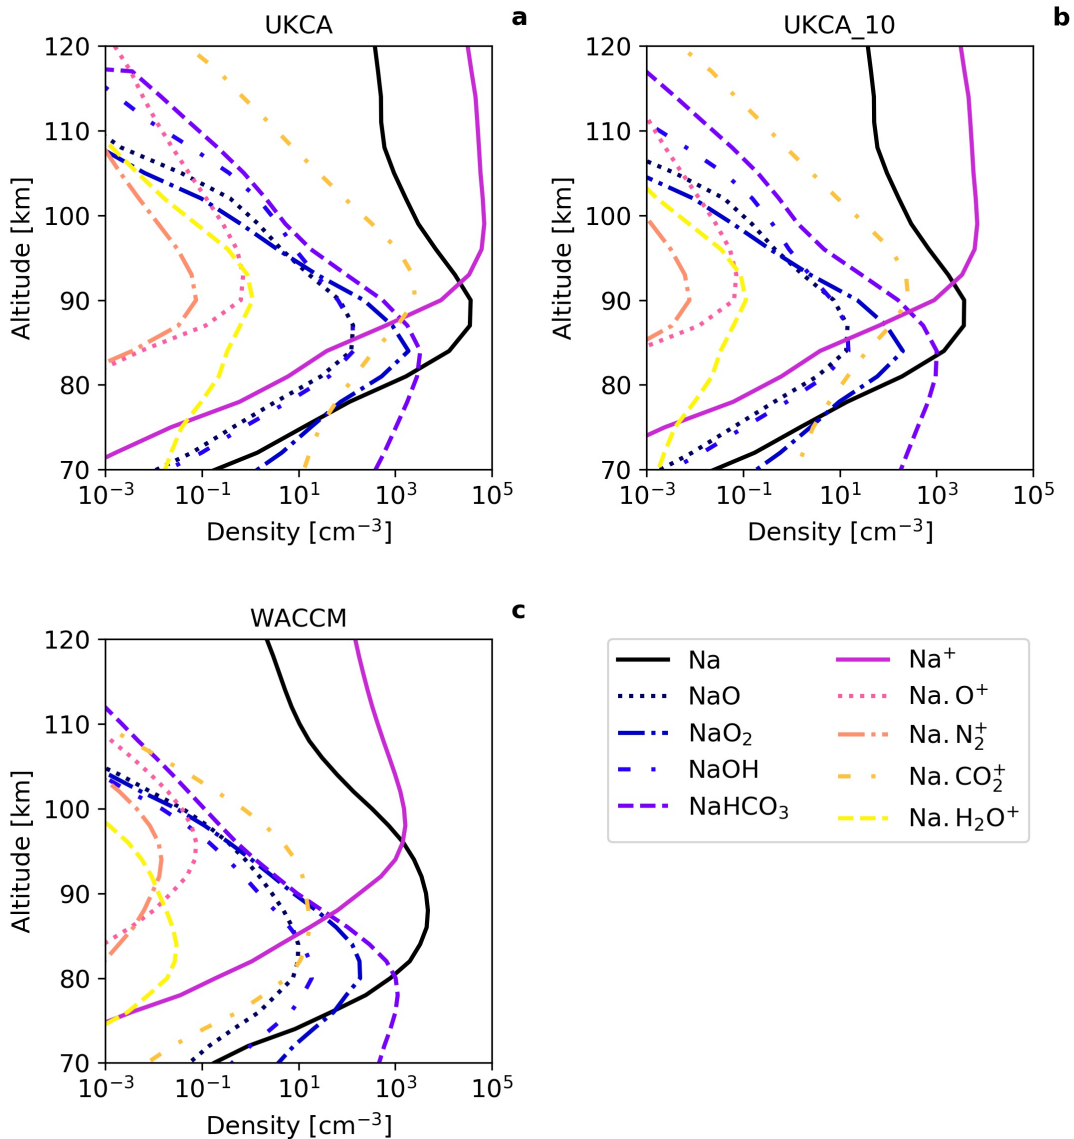 UKCA
a
120
110
100
90
80
70
Altitude [km]
10⁻³ 10⁻¹ 10¹ 10³ 10⁵
Density [cm⁻³]
UKCA_10
b
120
110
100
90
80
70
Altitude [km]
10⁻³ 10⁻¹ 10¹ 10³ 10⁵
Density [cm⁻³]
WACCM
c
120
110
100
90
80
70
Altitude [km]
10⁻³ 10⁻¹ 10¹ 10³ 10⁵
Density [cm⁻³]
Na
NaO
NaO₂
NaOH
NaHCO₃
Na⁺
Na.O⁺
Na.N₂⁺
Na.CO₂⁺
Na.H₂O⁺